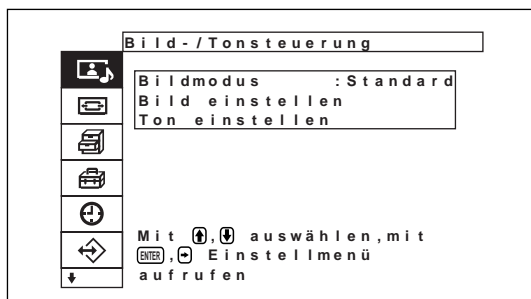 Bild-/Tonsteuerung
Bildmodus :Standard
Bild einstellen
Ton einstellen
Mit ↑,↓ auswählen,mit
ENTER,→ Einstellmenü
aufrufen